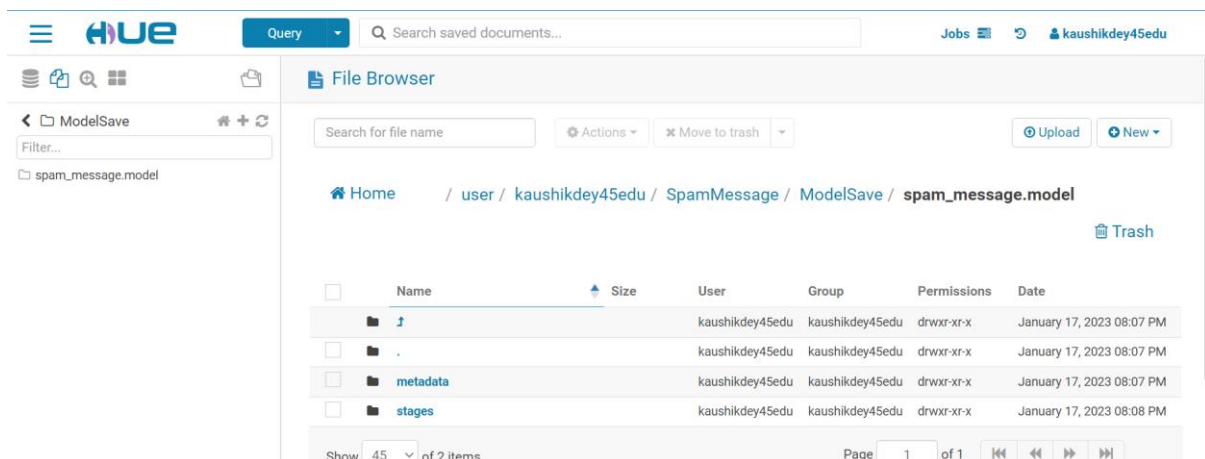 HUE Query Search saved documents... Jobs kaushikdey45edu
File Browser
ModelSave
Filter...
spam_message.model
Search for file name Actions Move to trash Upload New
Home / user / kaushikdey45edu / SpamMessage / ModelSave / spam_message.model
Trash
Name Size User Group Permissions Date
kaushikdey45edu kaushikdey45edu drwxr-xr-x January 17, 2023 08:07 PM
. kaushikdey45edu kaushikdey45edu drwxr-xr-x January 17, 2023 08:07 PM
metadata kaushikdey45edu kaushikdey45edu drwxr-xr-x January 17, 2023 08:07 PM
stages kaushikdey45edu kaushikdey45edu drwxr-xr-x January 17, 2023 08:08 PM
Show 45 of 2 items Page 1 of 1